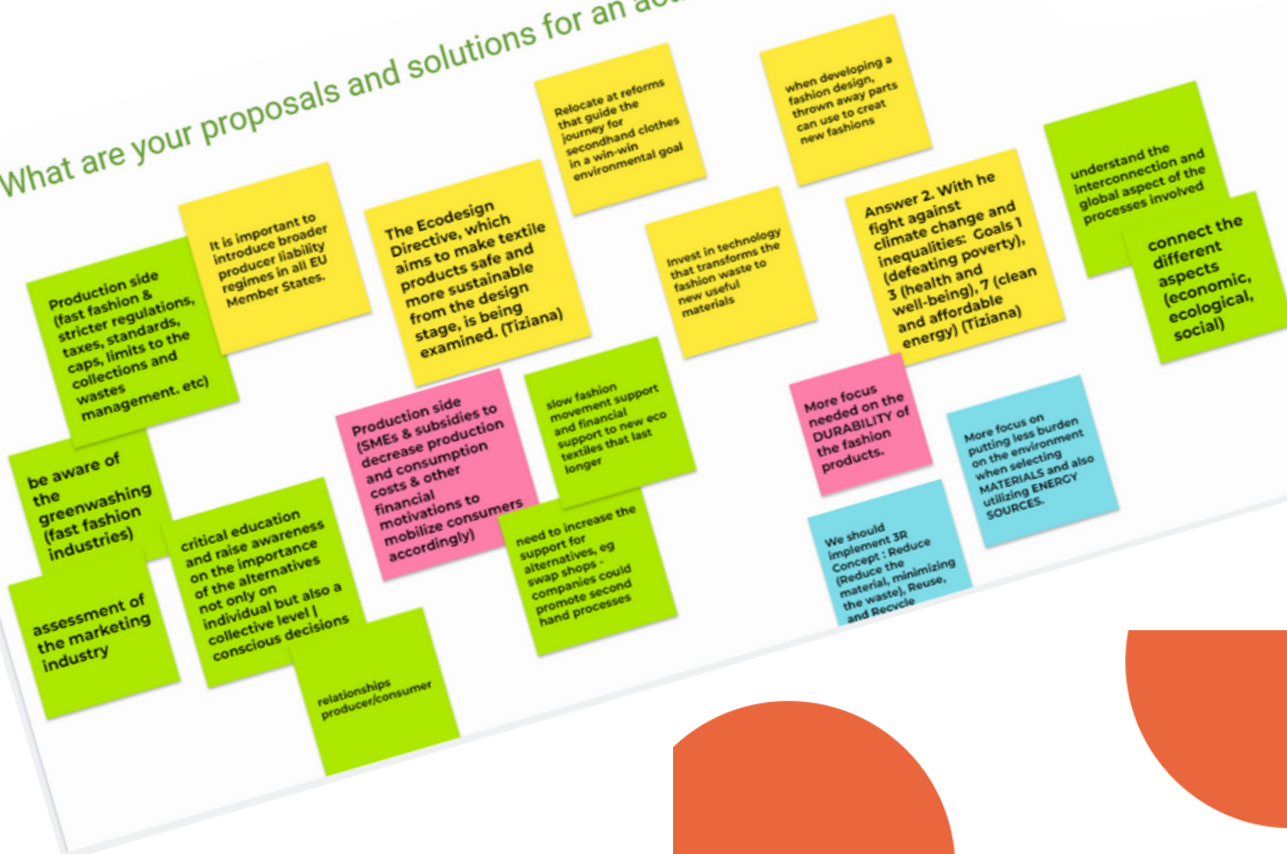 What are your proposals and solutions for an
Relocate at reforms
that guide the
journey for
secondhand clothes
in a win-win
environmental goal
when developing a
fashion design,
thrown away parts
can use to creat
new fashions
It is important to
introduce broader
producer liability
regimes in all EU
Member States.
The Ecodesign
Directive, which
aims to make textile
products safe and
more sustainable
from the design
stage, is being
examined. (Tiziana)
Invest in technology
that transforms the
fashion waste to
new useful
materials
Answer 2. With he
fight against
climate change and
inequalities: Goals 1
(defeating poverty),
3 (health and
well-being), 7 (clean
and affordable
energy) (Tiziana)
understand the
interconnection and
global aspect of the
processes involved
connect the
different
aspects
(economic,
ecological,
social)
Production side
(fast fashion &
stricter regulations,
taxes, standards,
caps, limits to the
collections and
wastes
management. etc)
Production side
(SMEs & subsidies to
decrease production
and consumption
costs & other
financial
motivations to
mobilize consumers
accordingly)
slow fashion
movement support
and financial
support to new eco
textiles that last
longer
More focus
needed on the
DURABILITY of
the fashion
products.
More focus on
putting less burden
on the environment
when selecting
MATERIALS and also
utilizing ENERGY
SOURCES.
be aware of
the
greenwashing
(fast fashion
industries)
critical education
and raise awareness
on the importance
of the alternatives
not only on
individual but also a
collective level |
conscious decisions
need to increase the
support for
alternatives, eg
swap shops -
companies could
promote second
hand processes
We should
implement 3R
Concept : Reduce
(Reduce the
material, minimizing
the waste), Reuse,
and Recycle
assessment of
the marketing
industry
relationships
producer/consumer